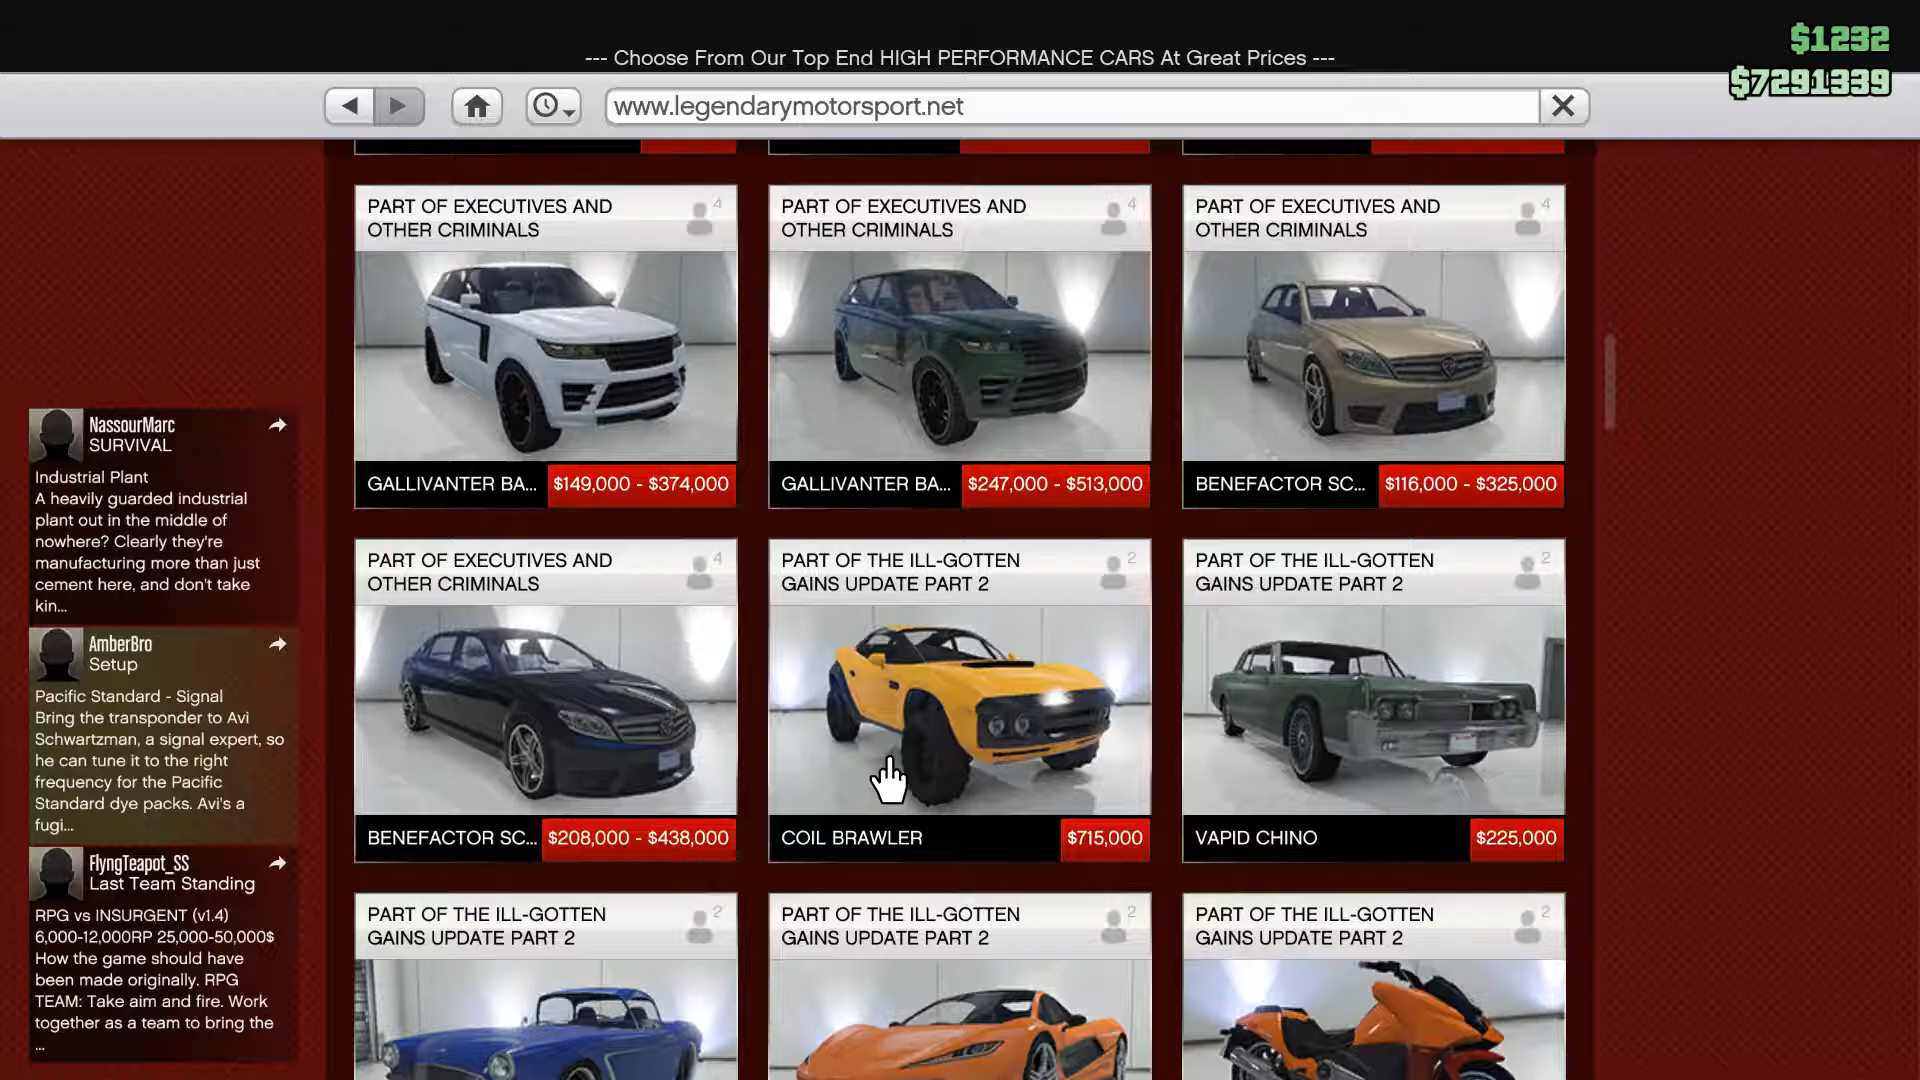 $1232
$7291339
--- Choose From Our Top End HIGH PERFORMANCE CARS At Great Prices ---
www.legendarymotorsport.net
PART OF EXECUTIVES AND
OTHER CRIMINALS
4
GALLIVANTER BA...
$149,000 - $374,000
PART OF EXECUTIVES AND
OTHER CRIMINALS
4
GALLIVANTER BA...
$247,000 - $513,000
PART OF EXECUTIVES AND
OTHER CRIMINALS
4
BENEFACTOR SC...
$116,000 - $325,000
PART OF EXECUTIVES AND
OTHER CRIMINALS
4
BENEFACTOR SC...
$208,000 - $438,000
PART OF THE ILL-GOTTEN
GAINS UPDATE PART 2
2
COIL BRAWLER
$715,000
PART OF THE ILL-GOTTEN
GAINS UPDATE PART 2
2
VAPID CHINO
$225,000
PART OF THE ILL-GOTTEN
GAINS UPDATE PART 2
2
PART OF THE ILL-GOTTEN
GAINS UPDATE PART 2
2
PART OF THE ILL-GOTTEN
GAINS UPDATE PART 2
2
NassourMarc
SURVIVAL
Industrial Plant
A heavily guarded industrial
plant out in the middle of
nowhere? Clearly they're
manufacturing more than just
cement here, and don't take
kin...
AmberBro
Setup
Pacific Standard - Signal
Bring the transponder to Avi
Schwartzman, a signal expert, so
he can tune it to the right
frequency for the Pacific
Standard dye packs. Avi's a
fugi...
FlyngTeapot_SS
Last Team Standing
RPG vs INSURGENT (v1.4)
6,000-12,000RP 25,000-50,000$
How the game should have
been made originally. RPG
TEAM: Take aim and fire. Work
together as a team to bring the
...